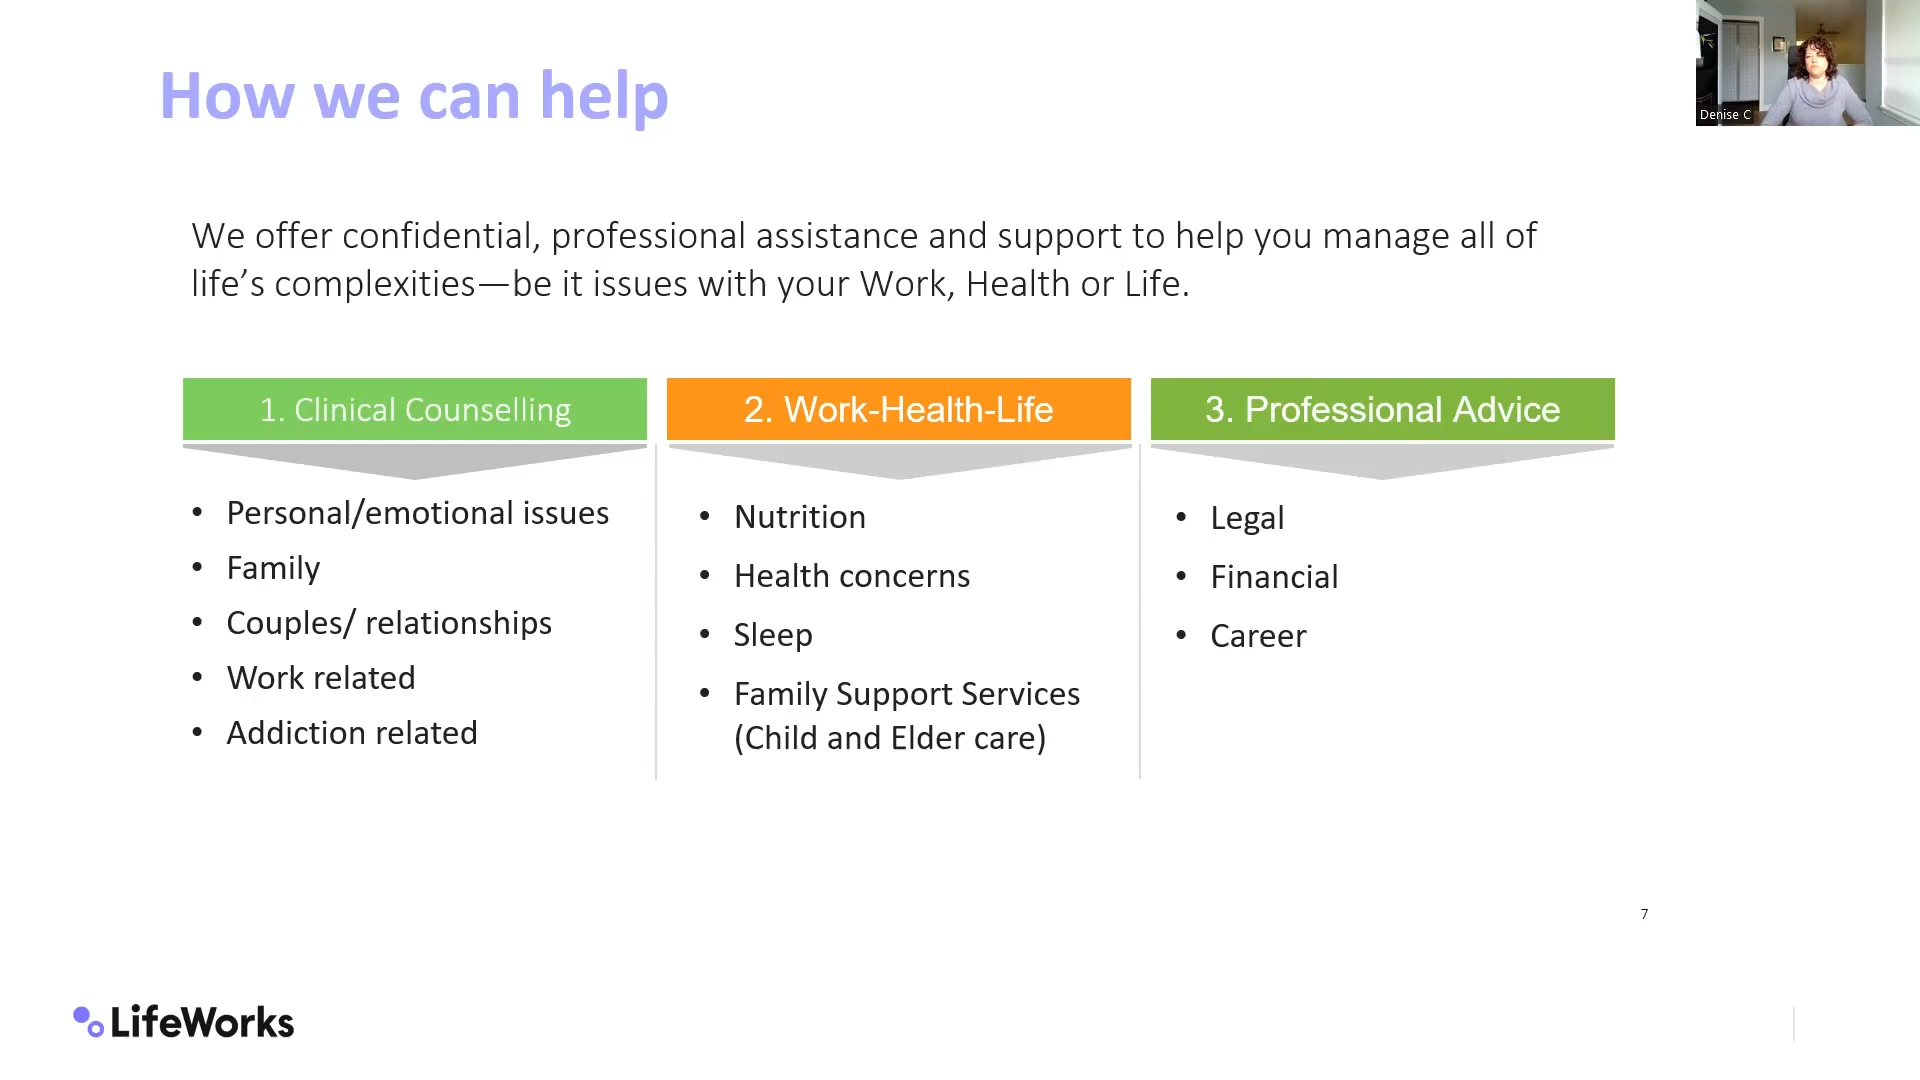 How we can help
Denise C
We offer confidential, professional assistance and support to help you manage all of
life’s complexities—be it issues with your Work, Health or Life.
1. Clinical Counselling
• Personal/emotional issues
• Family
• Couples/ relationships
• Work related
• Addiction related
2. Work-Health-Life
• Nutrition
• Health concerns
• Sleep
• Family Support Services
(Child and Elder care)
3. Professional Advice
• Legal
• Financial
• Career
7
LifeWorks